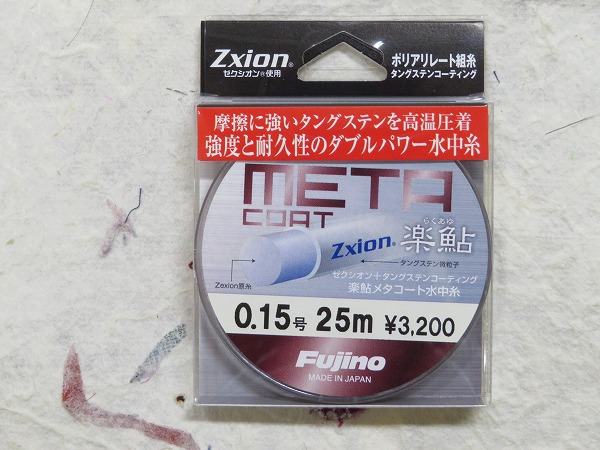 Zxion®
ゼクシオン®使用
ポリアリレート組糸
タングステンコーティング
摩擦に強いタングステンを高温圧着
強度と耐久性のダブルパワー水中糸
META
COAT
Zxion®
らくあゆ
楽鮎
Zexion原糸
タングステン微粒子
ゼクシオン+タングステンコーティング
楽鮎メタコート水中糸
0.15号 25m ¥3,200
Fujino
MADE IN JAPAN